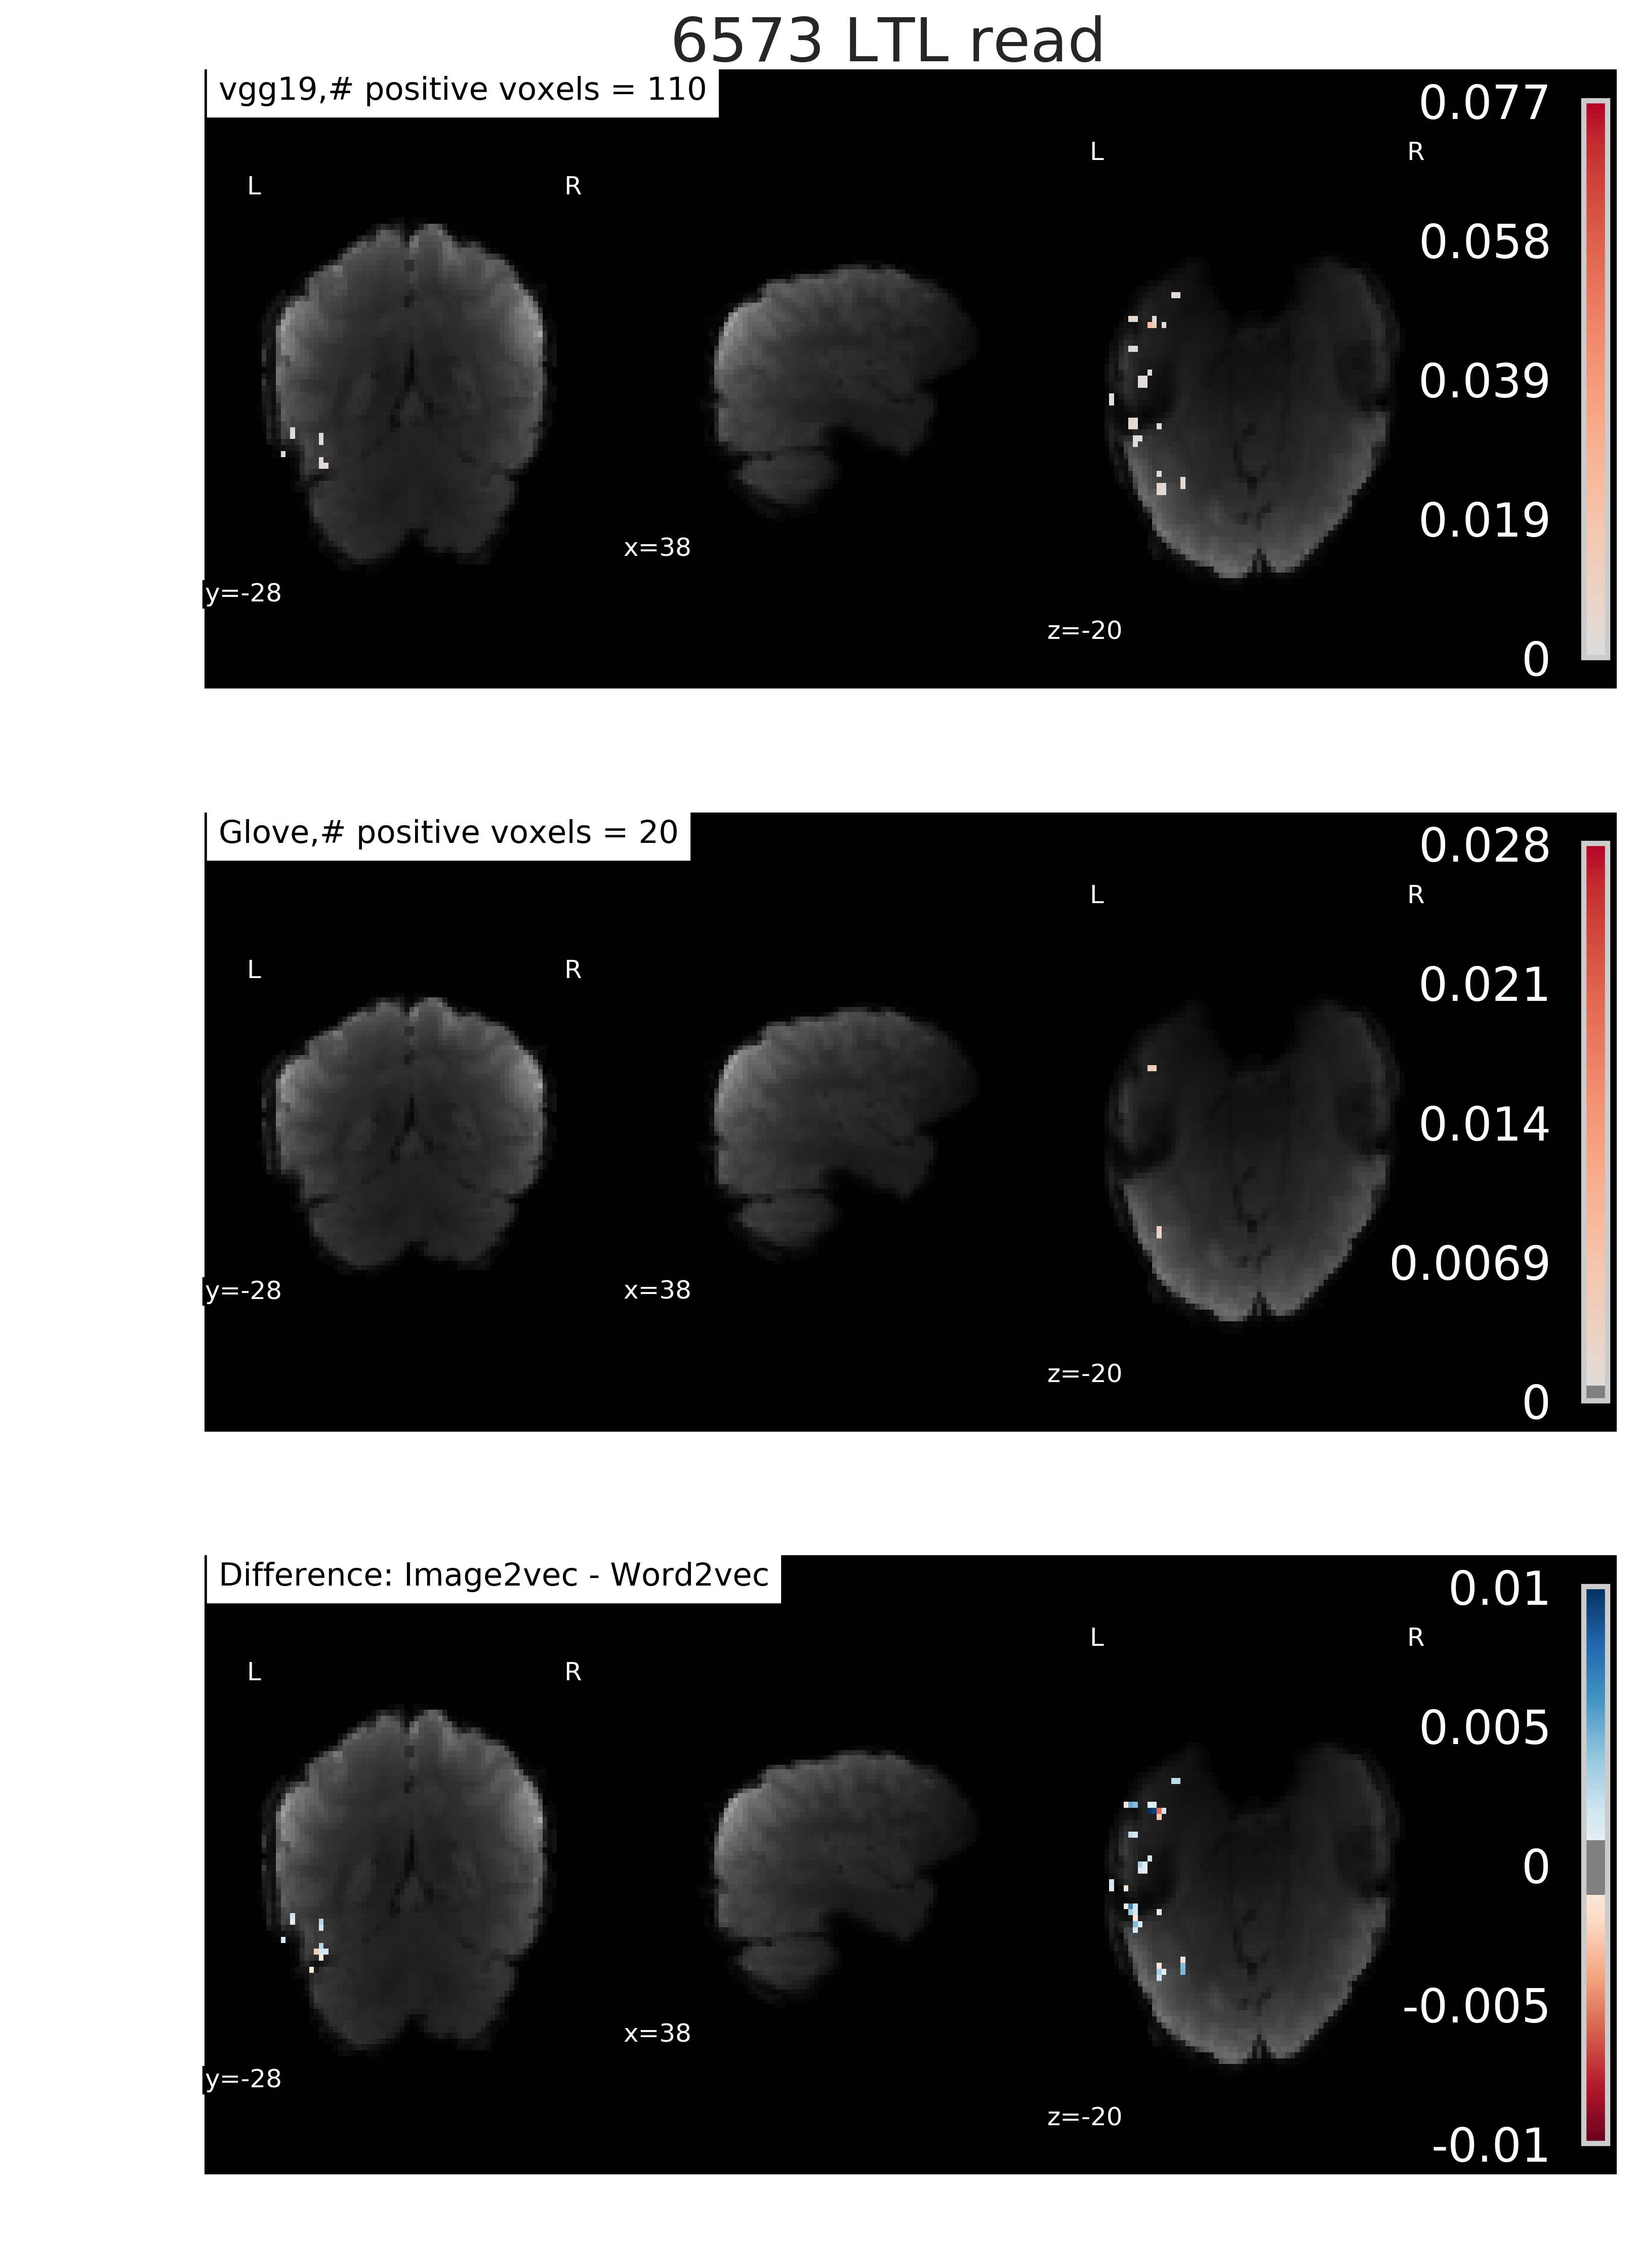 6573 LTL read
vgg19,# positive voxels = 110
0.077
L R
L R
0.058
0.039
0.019
x=38
y=-28
z=-20
0
Glove,# positive voxels = 20
0.028
L R
L R
0.021
0.014
0.0069
y=-28
x=38
z=-20
0
Difference: Image2vec - Word2vec
0.01
L R
L R
0.005
0
-0.005
x=38
y=-28
z=-20
-0.01